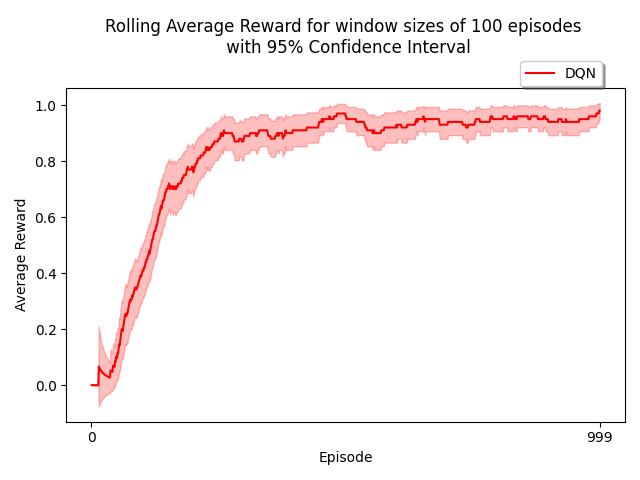 Rolling Average Reward for window sizes of 100 episodes
with 95% Confidence Interval
DQN
1.0
0.8
0.6
0.4
0.2
0.0
Average Reward
0
999
Episode